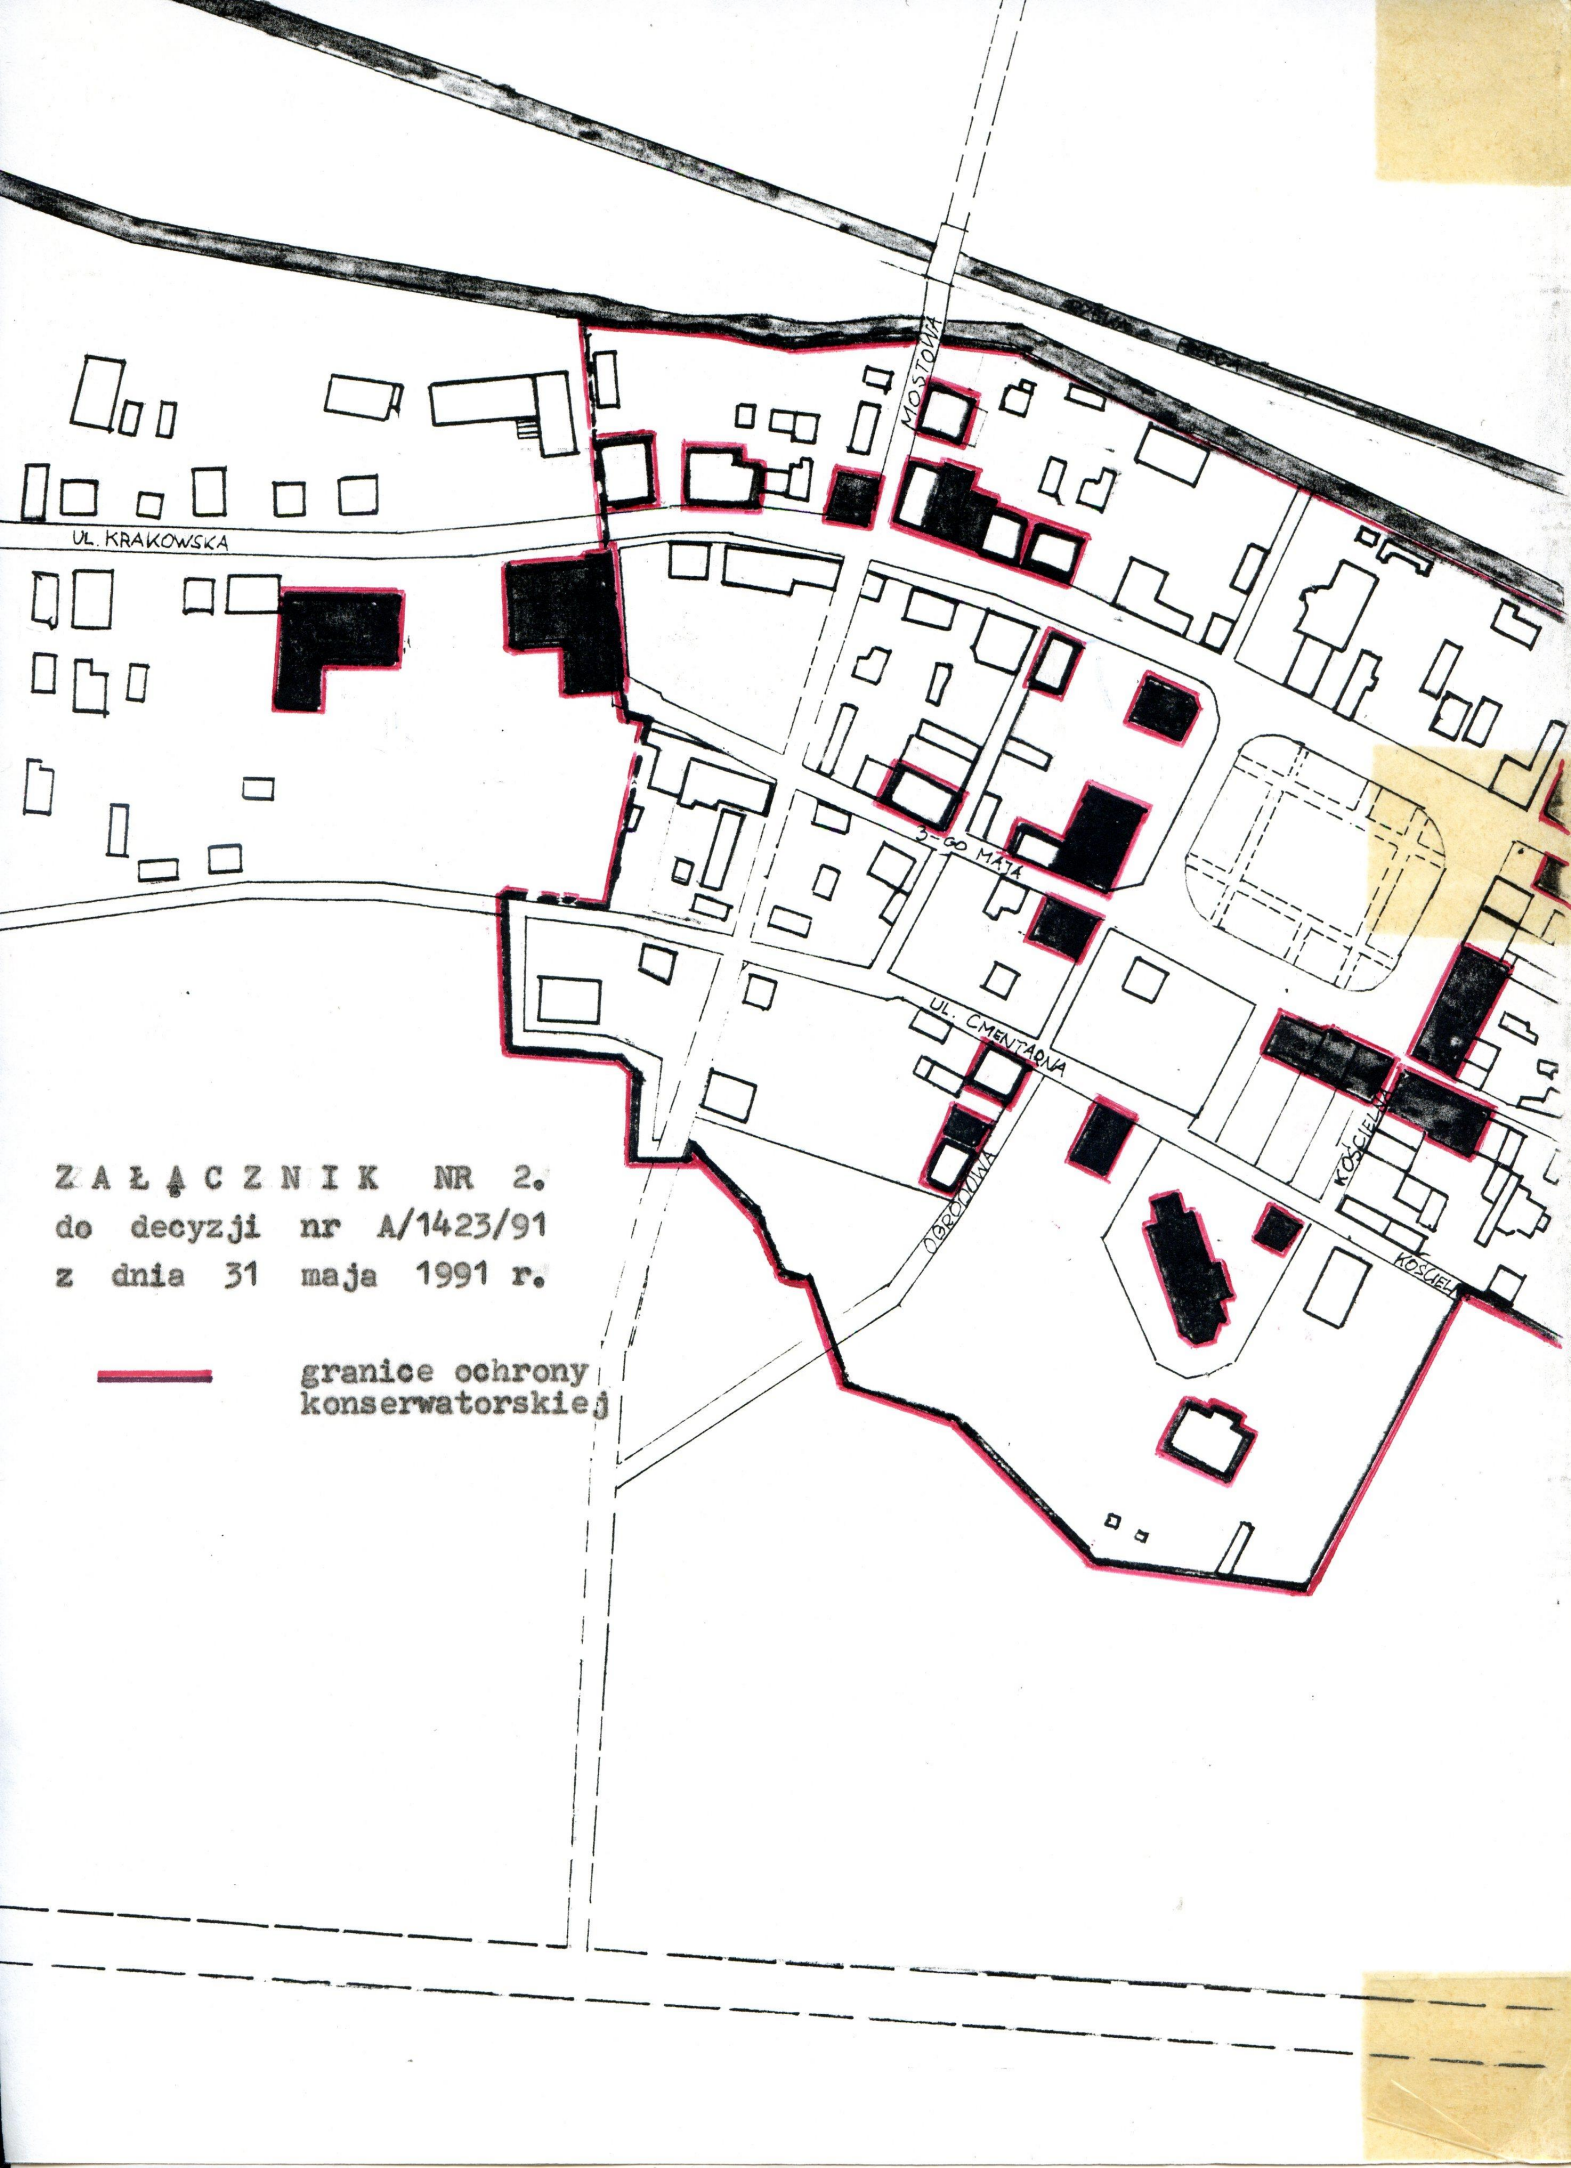 MOSTOWA
UL. KRAKOWSKA
3-GO MAJA
UL. CMENTARNA
KOŚCIELNA
OGRODOWA
KOŚCIEL
ZAŁĄCZNIK NR 2.
do decyzji nr A/1423/91
z dnia 31 maja 1991 r.
granice ochrony
konserwatorskiej